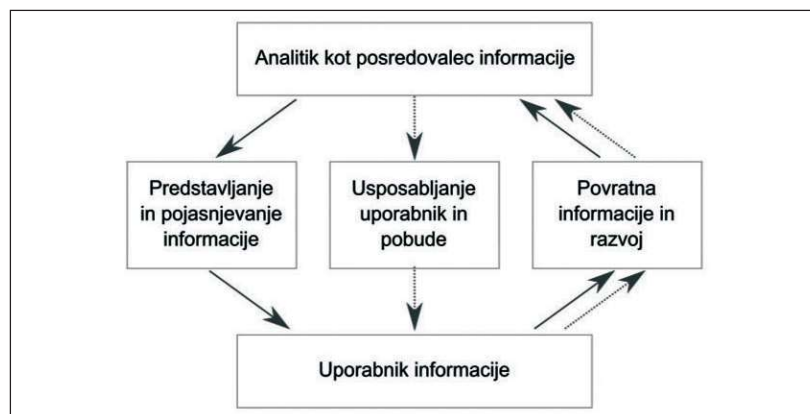 Analitik kot posredovalec informacije
Predstavljanje
in pojasnjevanje
informacije
Usposabljanje
uporabnik in
pobude
Povratna
informacije in
razvoj
Uporabnik informacije